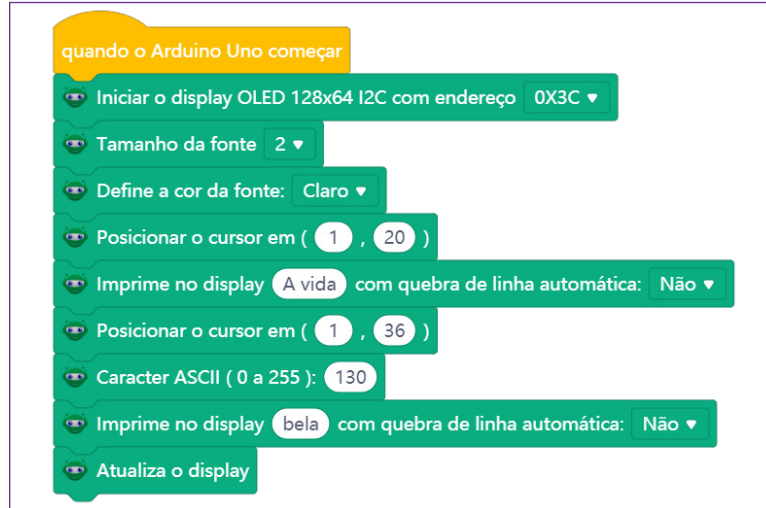 quando o Arduino Uno começar
Iniciar o display OLED 128x64 I2C com endereço 0X3C
Tamanho da fonte 2
Define a cor da fonte: Claro
Posicionar o cursor em ( 1 , 20 )
Imprime no display A vida com quebra de linha automática: Não
Posicionar o cursor em ( 1 , 36 )
Caracter ASCII ( 0 a 255 ): 130
Imprime no display bela com quebra de linha automática: Não
Atualiza o display